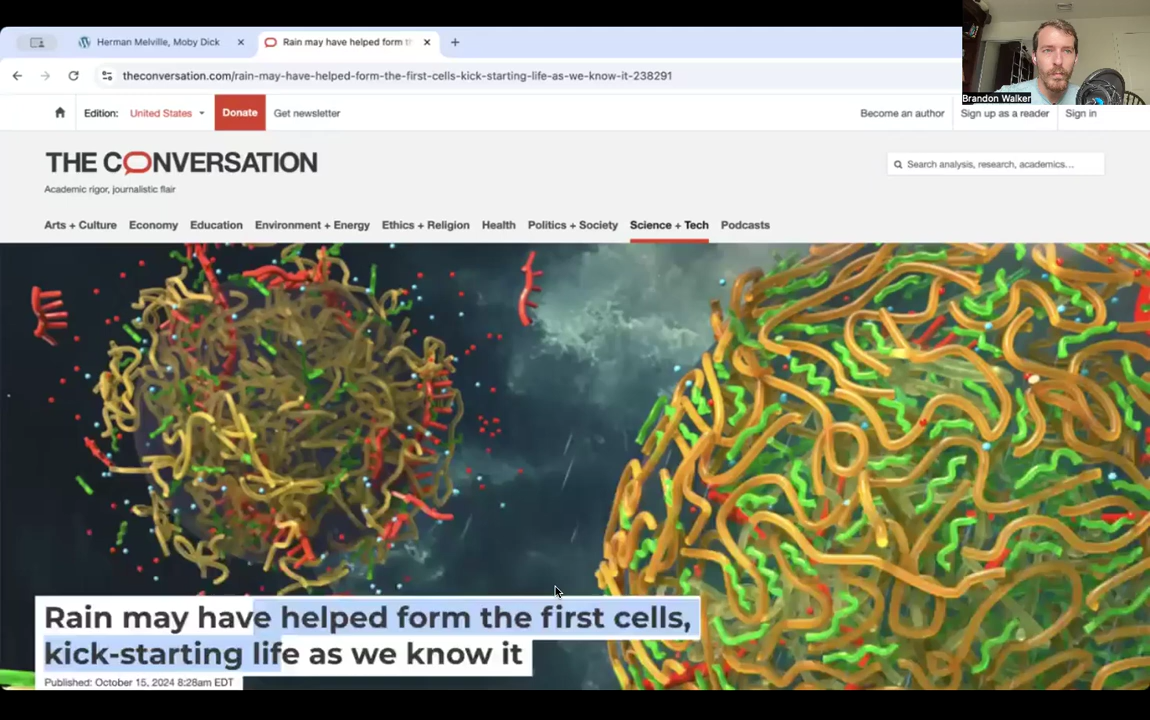 Herman Melville, Moby Dick
Rain may have helped form t
theconversation.com/rain-may-have-helped-form-the-first-cells-kick-starting-life-as-we-know-it-238291
Brandon Walker
Edition: United States
Donate
Get newsletter
Become an author
Sign up as a reader
Sign in
THE CONVERSATION
Academic rigor, journalistic flair
Search analysis, research, academics...
Arts + Culture Economy Education Environment + Energy Ethics + Religion Health Politics + Society Science + Tech Podcasts
Rain may have helped form the first cells,
kick-starting life as we know it
Published: October 15, 2024 8:28am EDT